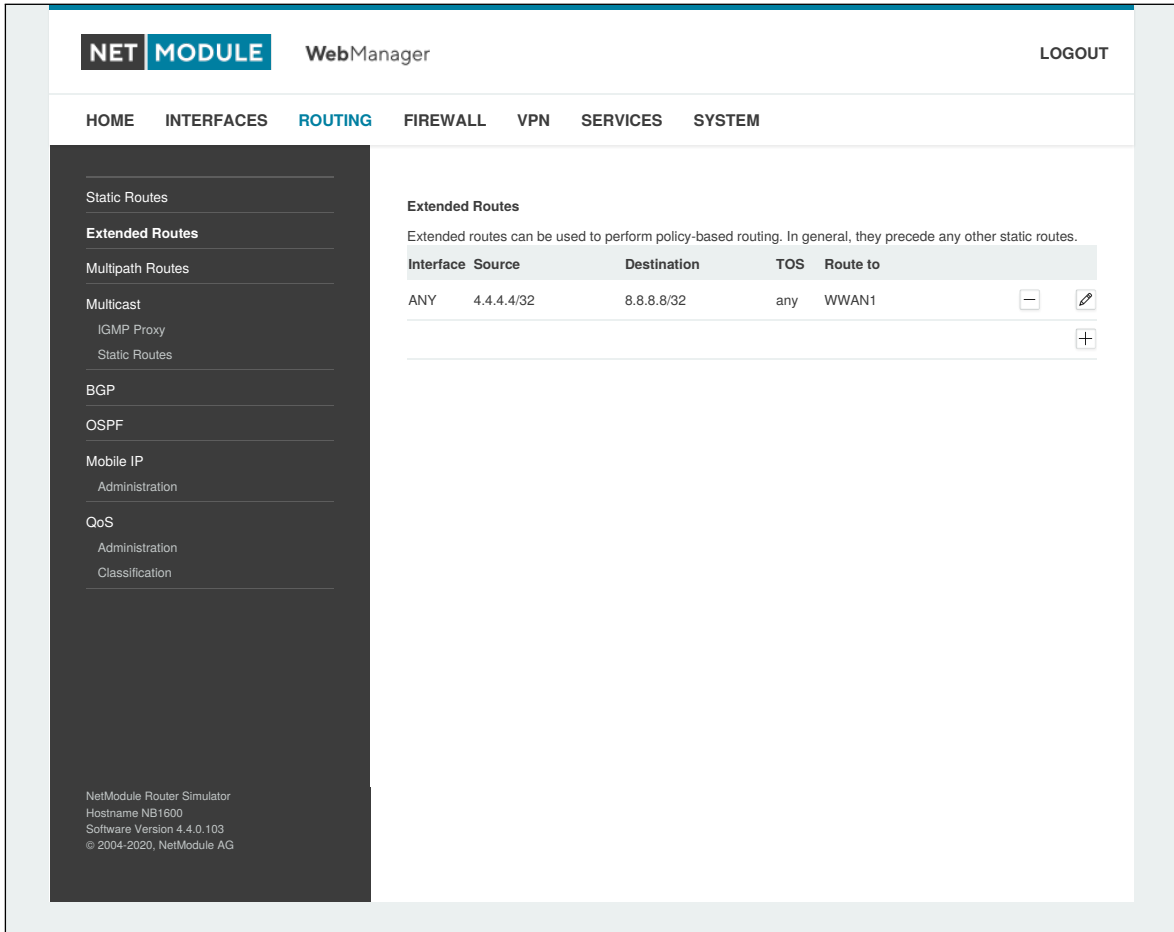 NET MODULE WebManager LOGOUT
HOME INTERFACES ROUTING FIREWALL VPN SERVICES SYSTEM
Static Routes
Extended Routes
Multipath Routes
Multicast
IGMP Proxy
Static Routes
BGP
OSPF
Mobile IP
Administration
QoS
Administration
Classification
NetModule Router Simulator
Hostname NB1600
Software Version 4.4.0.103
© 2004-2020, NetModule AG
Extended Routes
Extended routes can be used to perform policy-based routing. In general, they precede any other static routes.
Interface Source Destination TOS Route to
ANY 4.4.4.4/32 8.8.8.8/32 any WWAN1